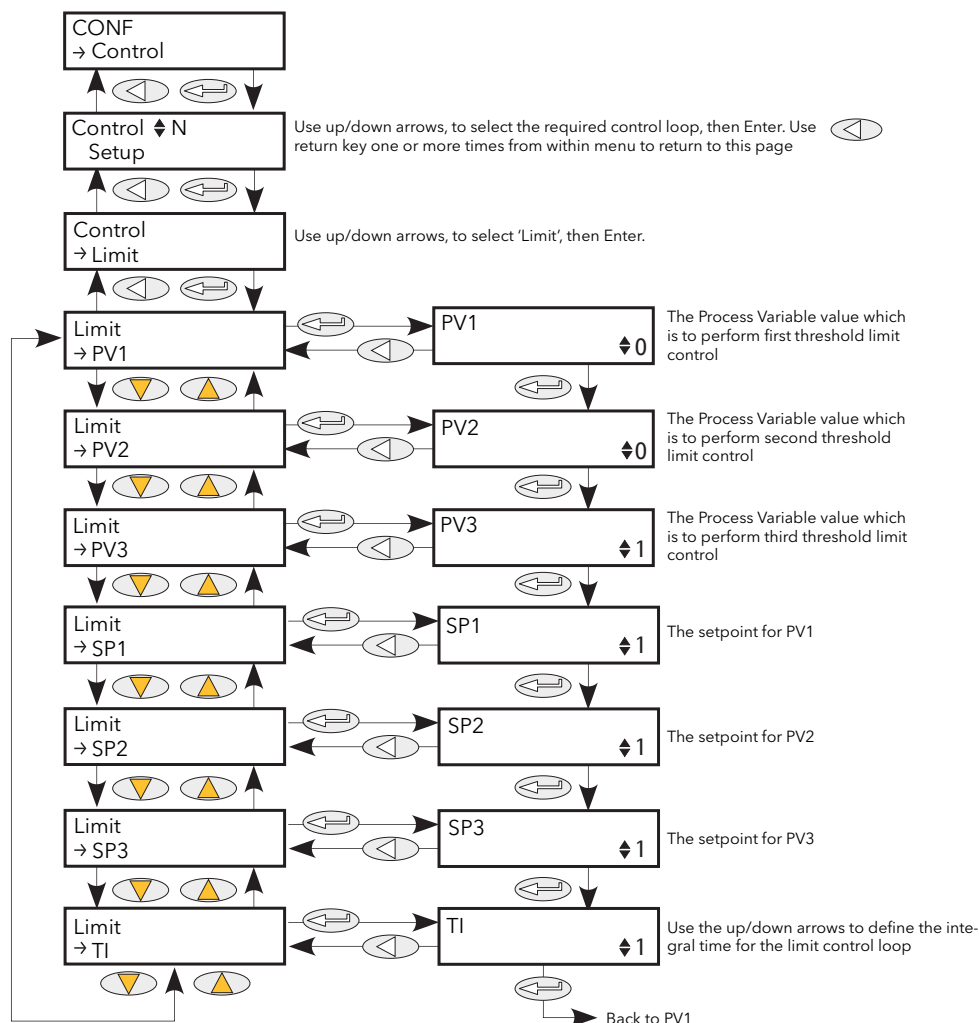 CONF
→ Control
Control ♦ N
Setup
Use up/down arrows, to select the required control loop, then Enter. Use
return key one or more times from within menu to return to this page
Control
→ Limit
Use up/down arrows, to select ‘Limit’, then Enter.
Limit
→ PV1
PV1
♦0
The Process Variable value which
is to perform first threshold limit
control
Limit
→ PV2
PV2
♦0
The Process Variable value which
is to perform second threshold
limit control
Limit
→ PV3
PV3
♦1
The Process Variable value which
is to perform third threshold limit
control
Limit
→ SP1
SP1
♦1
The setpoint for PV1
Limit
→ SP2
SP2
♦1
The setpoint for PV2
Limit
→ SP3
SP3
♦1
The setpoint for PV3
Limit
→ TI
TI
♦1
Use the up/down arrows to define the inte-
gral time for the limit control loop
Back to PV1